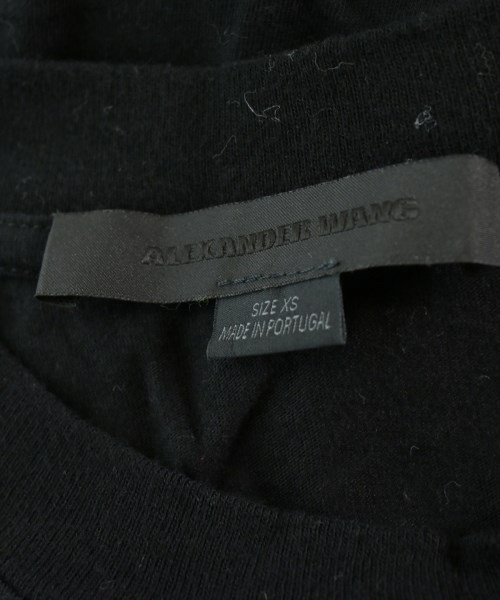 ALEXANDER WANG
SIZE XS
MADE IN PORTUGAL